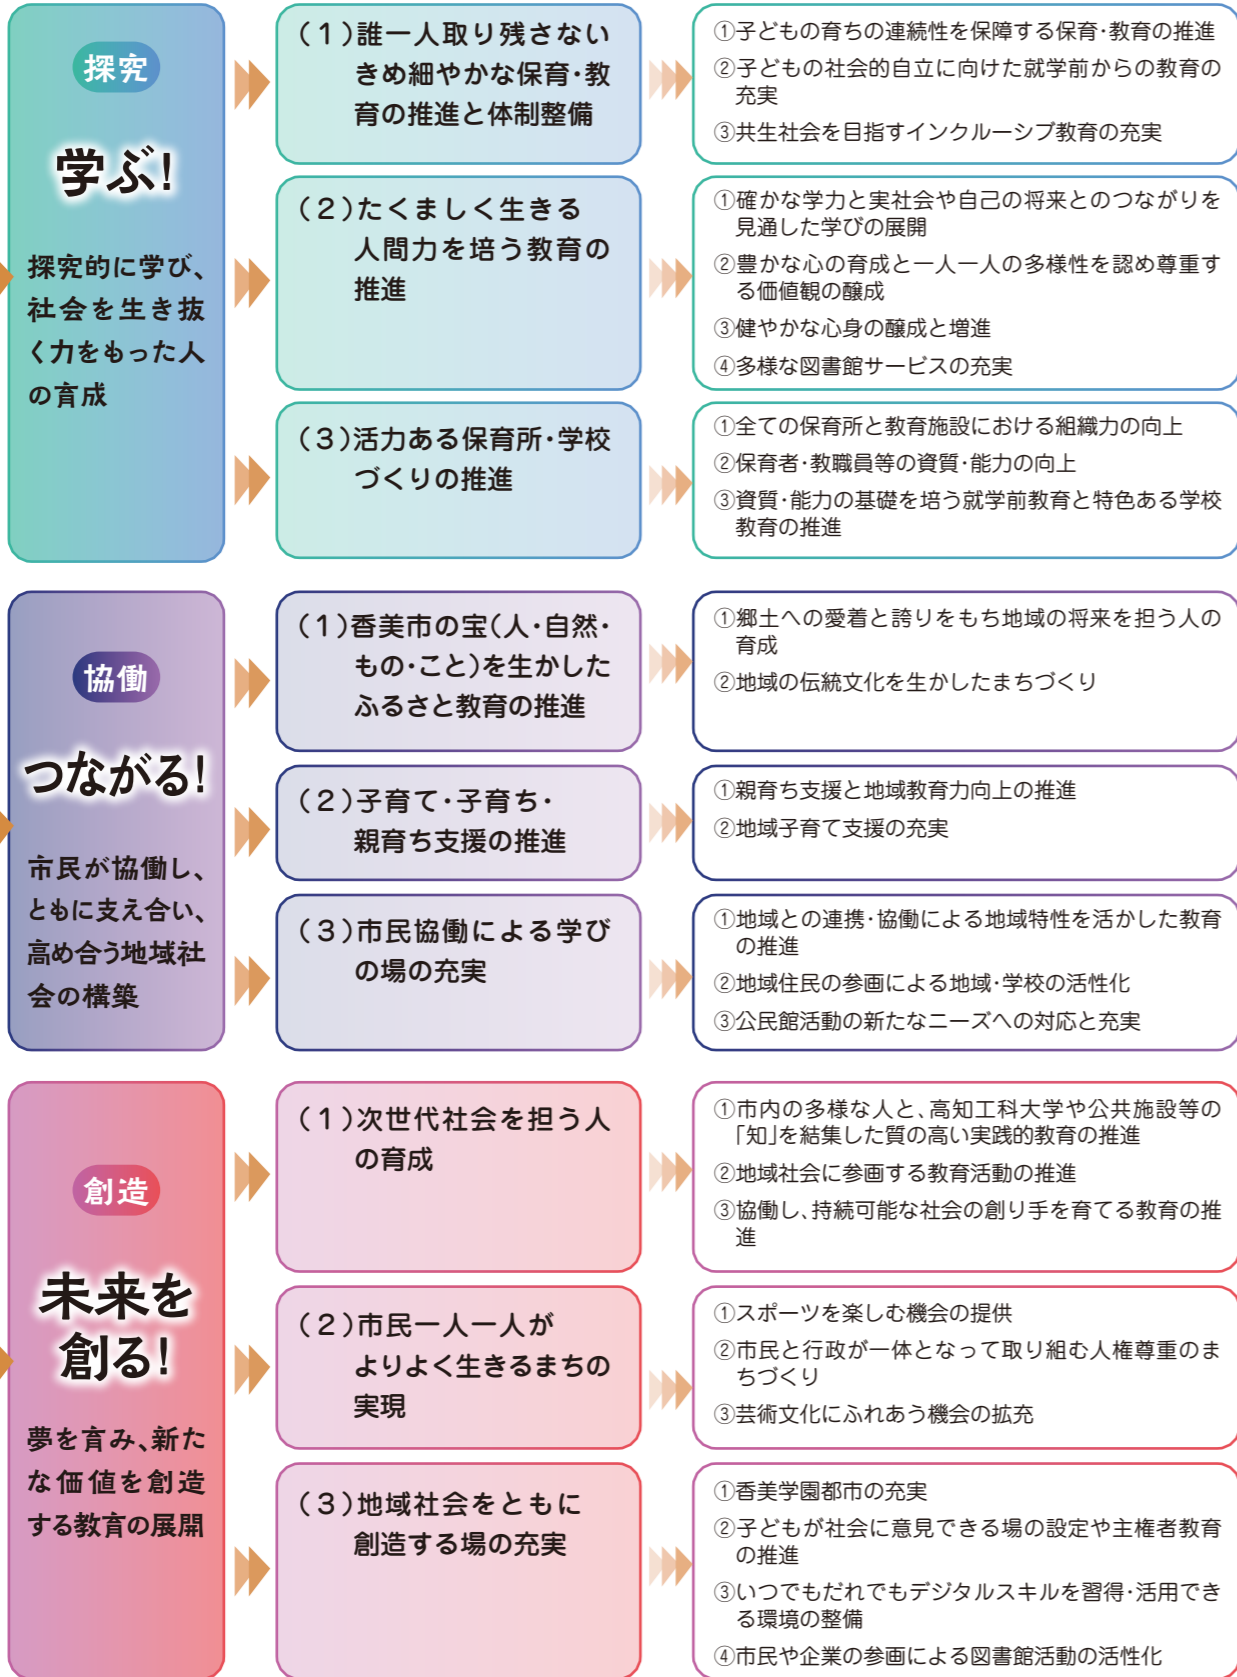 探究
学ぶ!
探究的に学び、
社会を生き抜
く力をもった人
の育成
(1)誰一人取り残さない
きめ細やかな保育・教
育の推進と体制整備
①子どもの育ちの連続性を保障する保育・教育の推進
②子どもの社会的自立に向けた就学前からの教育の
充実
③共生社会を目指すインクルーシブ教育の充実
(2)たくましく生きる
人間力を培う教育の
推進
①確かな学力と実社会や自己の将来とのつながりを
見通した学びの展開
②豊かな心の育成と一人一人の多様性を認め尊重す
る価値観の醸成
③健やかな心身の醸成と増進
④多様な図書館サービスの充実
(3)活力ある保育所・学校
づくりの推進
①全ての保育所と教育施設における組織力の向上
②保育者・教職員等の資質・能力の向上
③資質・能力の基礎を培う就学前教育と特色ある学校
教育の推進
協働
つながる!
市民が協働し、
ともに支え合い、
高め合う地域社
会の構築
(1)香美市の宝(人・自然・
もの・こと)を生かした
ふるさと教育の推進
①郷土への愛着と誇りをもち地域の将来を担う人の
育成
②地域の伝統文化を生かしたまちづくり
(2)子育て・子育ち・
親育ち支援の推進
①親育ち支援と地域教育力向上の推進
②地域子育て支援の充実
(3)市民協働による学び
の場の充実
①地域との連携・協働による地域特性を活かした教育
の推進
②地域住民の参画による地域・学校の活性化
③公民館活動の新たなニーズへの対応と充実
創造
未来を
創る!
夢を育み、新た
な価値を創造
する教育の展開
(1)次世代社会を担う人
の育成
①市内の多様な人と、高知工科大学や公共施設等の
「知」を結集した質の高い実践的教育の推進
②地域社会に参画する教育活動の推進
③協働し、持続可能な社会の創り手を育てる教育の推
進
(2)市民一人一人が
よりよく生きるまちの
実現
①スポーツを楽しむ機会の提供
②市民と行政が一体となって取り組む人権尊重のま
ちづくり
③芸術文化にふれあう機会の拡充
(3)地域社会をともに
創造する場の充実
①香美学園都市の充実
②子どもが社会に意見できる場の設定や主権者教育
の推進
③いつでもだれでもデジタルスキルを習得・活用でき
る環境の整備
④市民や企業の参画による図書館活動の活性化